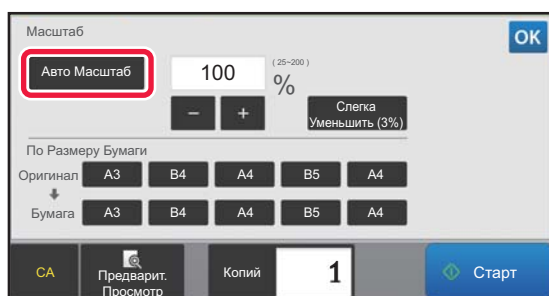 Масштаб
OK
Авто Масштаб
100
(25~200)
%
−
+
Слегка
Уменьшить (3%)
По Размеру Бумаги
Оригинал A3 B4 A4 B5 A4
Бумага A3 B4 A4 B5 A4
CA
Предварит.
Просмотр
Копий
1
Старт